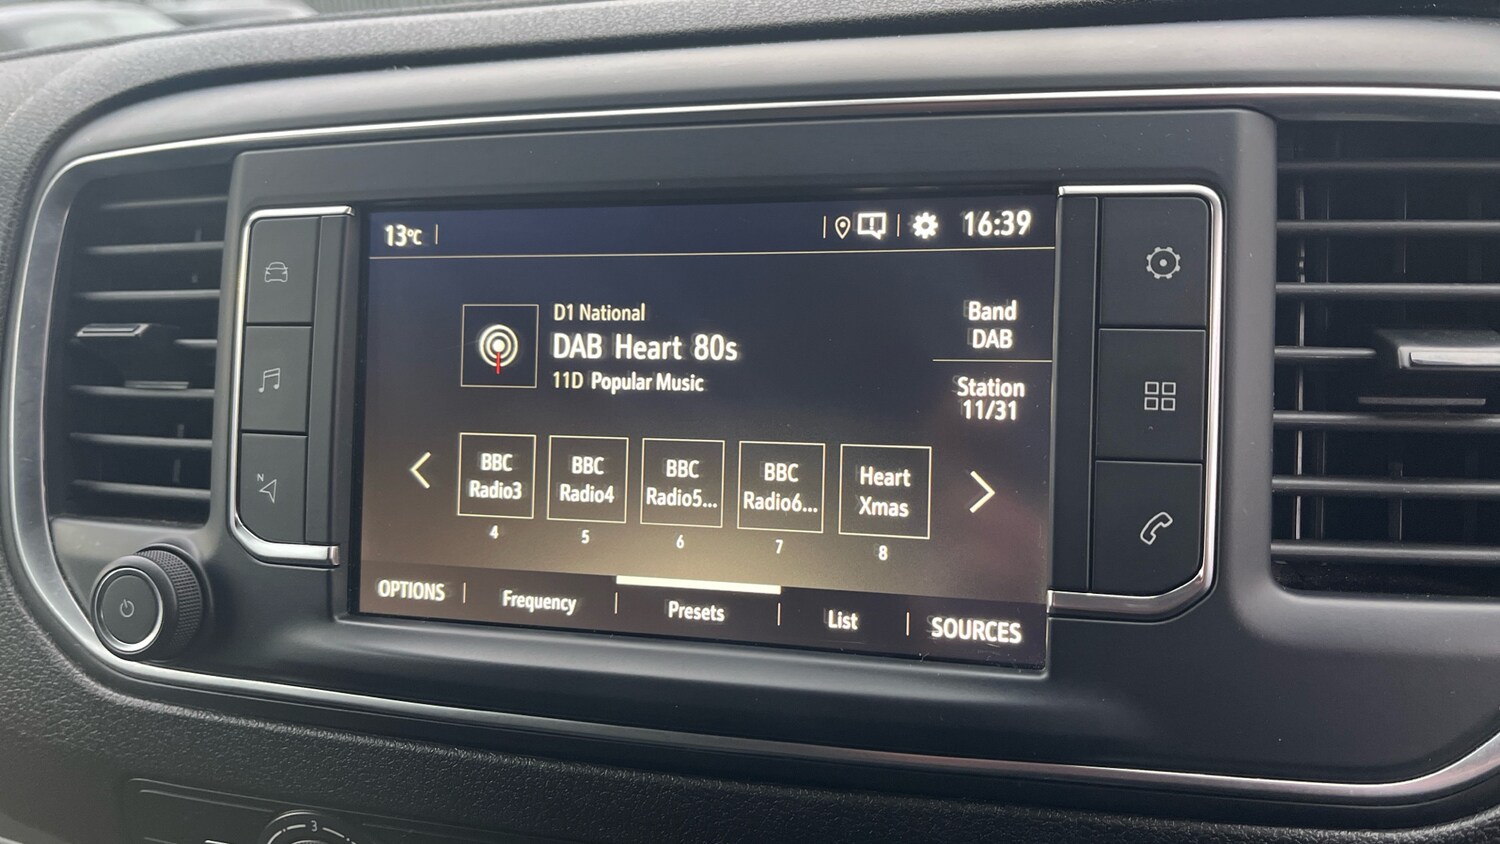 13°C
16:39
D1 National
DAB Heart 80s
11D Popular Music
Band
DAB
Station
11/31
BBC
Radio3
BBC
Radio4
BBC
Radio5...
BBC
Radio6...
Heart
Xmas
4
5
6
7
8
OPTIONS
Frequency
Presets
List
SOURCES
N
3